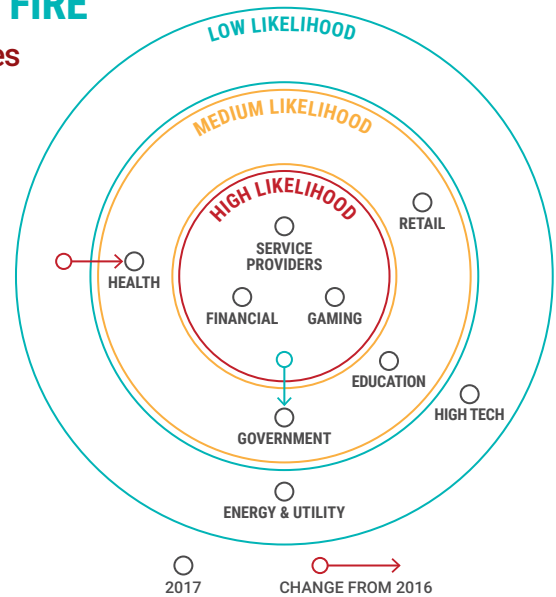 FIRE
es
LOW LIKELIHOOD
MEDIUM LIKELIHOOD
HIGH LIKELIHOOD
RETAIL
SERVICE
PROVIDERS
HEALTH
FINANCIAL
GAMING
EDUCATION
HIGH TECH
GOVERNMENT
ENERGY & UTILITY
2017
CHANGE FROM 2016